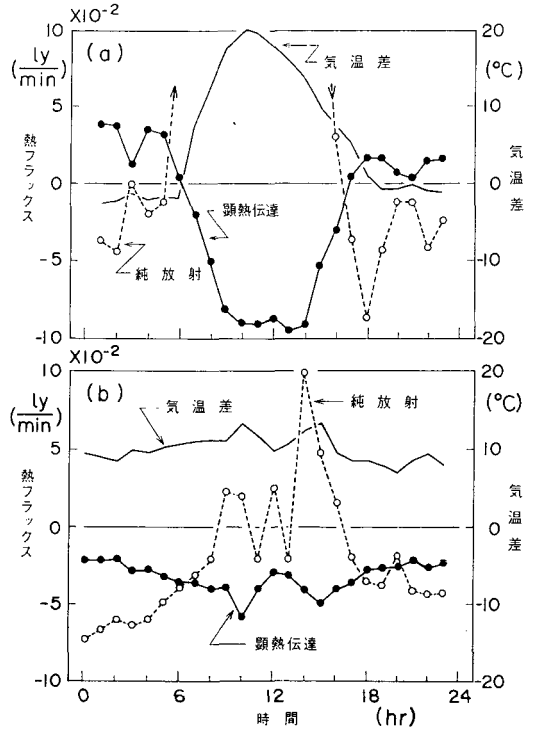 X10⁻²
10
20
(a)
(°C)
ly
(min)
気温差
5
10
熱フラックス
気温差
0
0
顕熱伝達
-5
-10
純放射
-10
-20
X10⁻²
10
20
(b)
純放射
(°C)
ly
(min)
気温差
5
10
熱フラックス
気温差
0
0
-5
-10
顕熱伝達
-10
-20
0
6
12
18
24
時間
(hr)